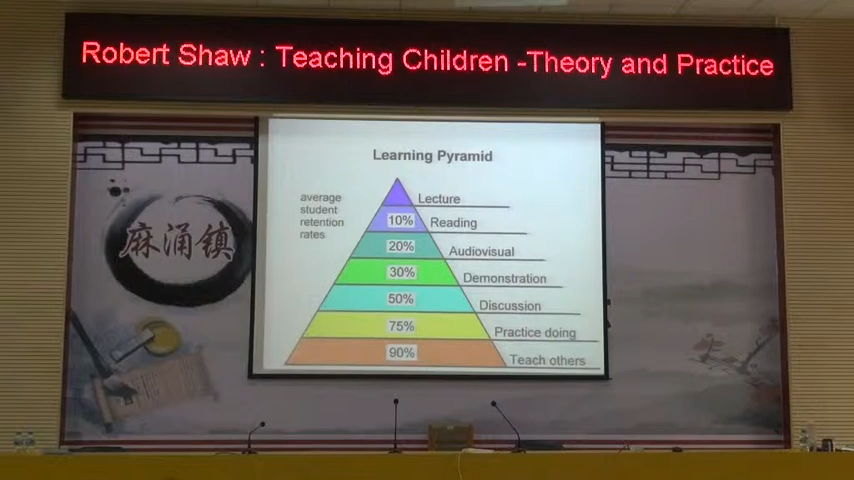 Robert Shaw : Teaching Children -Theory and Practice
麻涌镇
Learning Pyramid
average
student
retention
rates
Lecture
10% Reading
20% Audiovisual
30% Demonstration
50% Discussion
75% Practice doing
90% Teach others